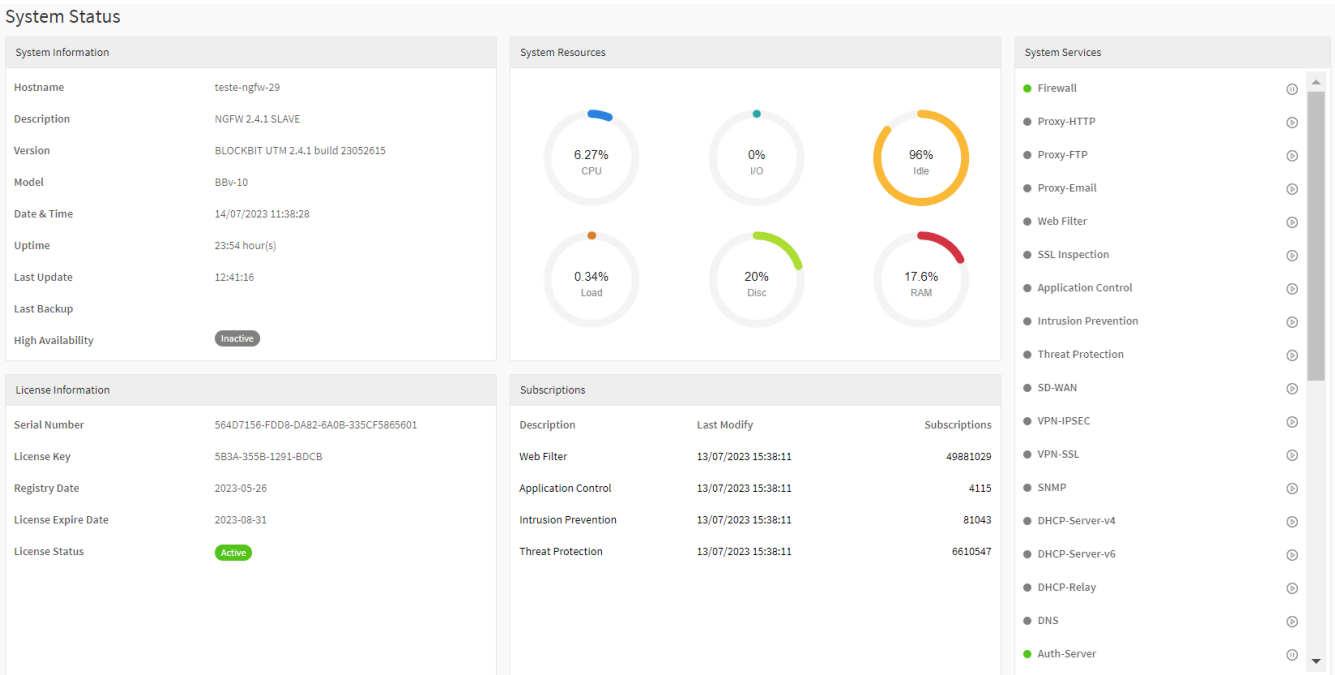 System Status
System Information
Hostname teste-ngfw-29
Description NGFW 2.4.1 SLAVE
Version BLOCKBIT UTM 2.4.1 build 23052615
Model BBv-10
Date & Time 14/07/2023 11:38:28
Uptime 23:54 hour(s)
Last Update 12:41:16
Last Backup
High Availability Inactive
System Resources
6.27%
CPU
0%
I/O
96%
Idle
0.34%
Load
20%
Disc
17.6%
RAM
License Information
Serial Number 564D7156-FDD8-DA82-6A0B-335CF5865601
License Key 5B3A-355B-1291-BDCB
Registry Date 2023-05-26
License Expire Date 2023-08-31
License Status Active
Subscriptions
Description Last Modify Subscriptions
Web Filter 13/07/2023 15:38:11 49881029
Application Control 13/07/2023 15:38:11 4115
Intrusion Prevention 13/07/2023 15:38:11 81043
Threat Protection 13/07/2023 15:38:11 6610547
System Services
Firewall
Proxy-HTTP
Proxy-FTP
Proxy-Email
Web Filter
SSL Inspection
Application Control
Intrusion Prevention
Threat Protection
SD-WAN
VPN-IPSEC
VPN-SSL
SNMP
DHCP-Server-v4
DHCP-Server-v6
DHCP-Relay
DNS
Auth-Server